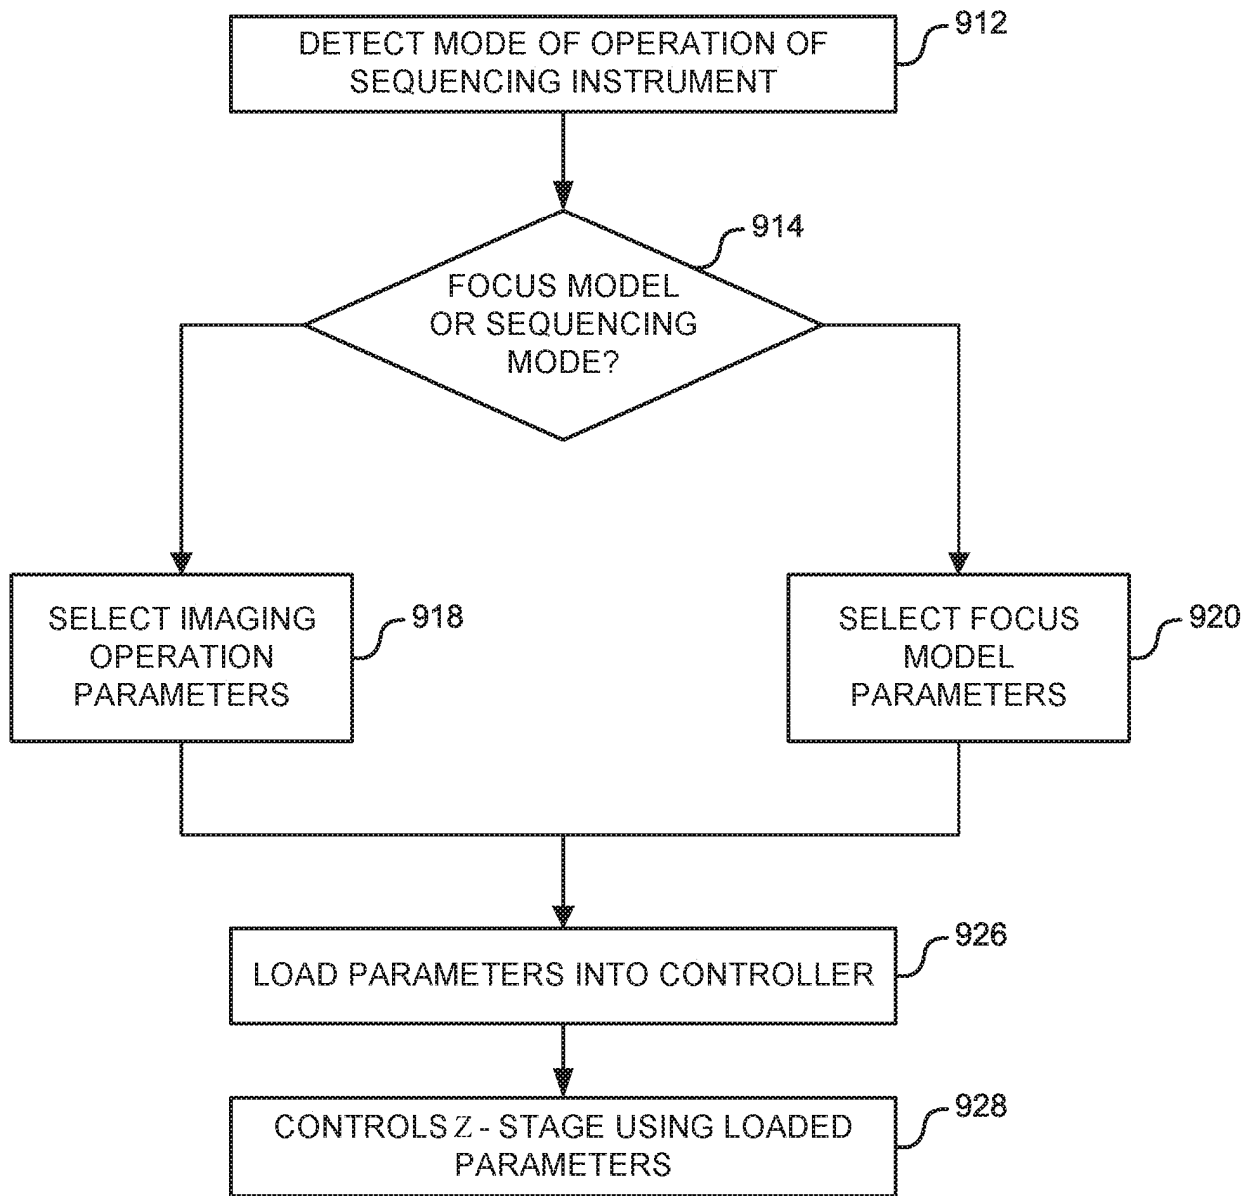 DETECT MODE OF OPERATION OF
SEQUENCING INSTRUMENT
912
914
FOCUS MODEL
OR SEQUENCING
MODE?
SELECT IMAGING
OPERATION
PARAMETERS
918
SELECT FOCUS
MODEL
PARAMETERS
920
LOAD PARAMETERS INTO CONTROLLER
926
CONTROLS Z - STAGE USING LOADED
PARAMETERS
928